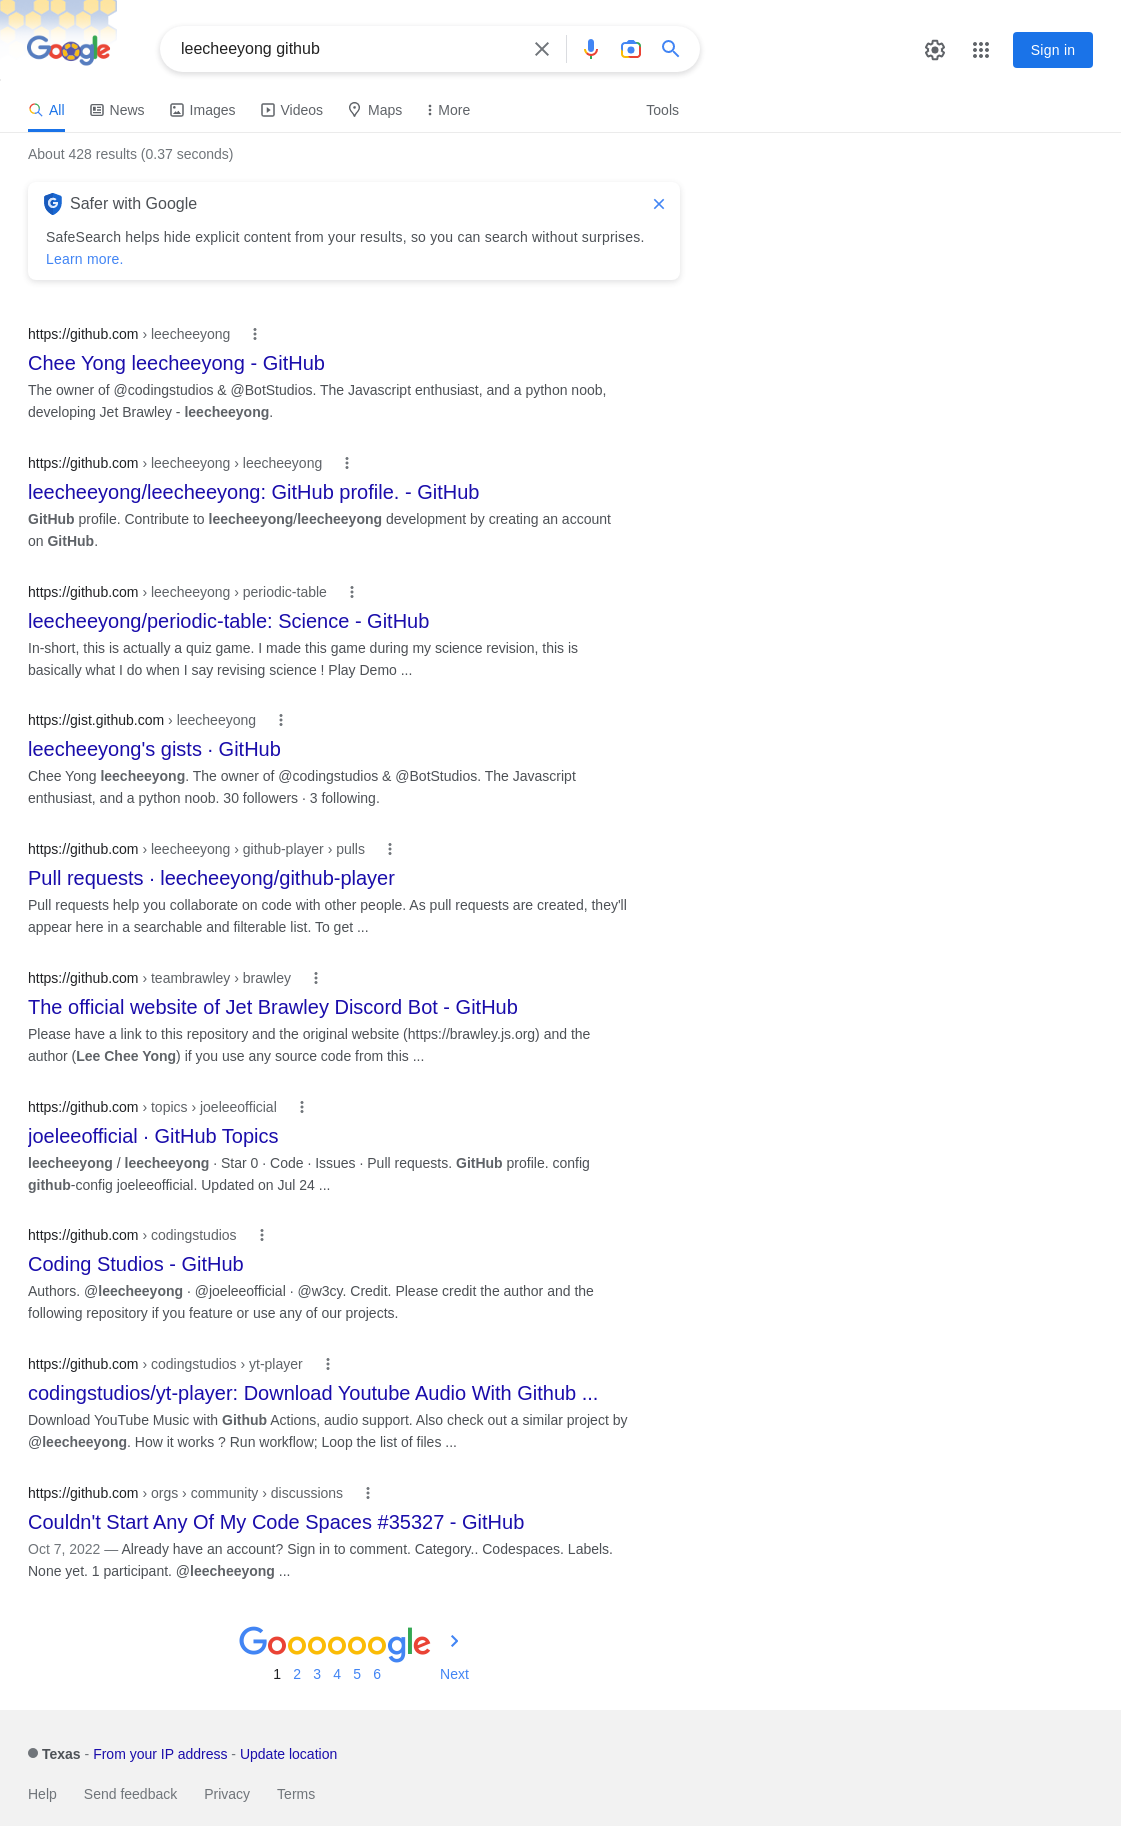 Google
leecheeyong github
Sign in
All News Images Videos Maps More Tools
About 428 results (0.37 seconds)
Safer with Google
SafeSearch helps hide explicit content from your results, so you can search without surprises.
Learn more.
https://github.com › leecheeyong
Chee Yong leecheeyong - GitHub
The owner of @codingstudios & @BotStudios. The Javascript enthusiast, and a python noob,
developing Jet Brawley - leecheeyong.
https://github.com › leecheeyong › leecheeyong
leecheeyong/leecheeyong: GitHub profile. - GitHub
GitHub profile. Contribute to leecheeyong/leecheeyong development by creating an account
on GitHub.
https://github.com › leecheeyong › periodic-table
leecheeyong/periodic-table: Science - GitHub
In-short, this is actually a quiz game. I made this game during my science revision, this is
basically what I do when I say revising science ! Play Demo ...
https://gist.github.com › leecheeyong
leecheeyong's gists · GitHub
Chee Yong leecheeyong. The owner of @codingstudios & @BotStudios. The Javascript
enthusiast, and a python noob. 30 followers · 3 following.
https://github.com › leecheeyong › github-player › pulls
Pull requests · leecheeyong/github-player
Pull requests help you collaborate on code with other people. As pull requests are created, they'll
appear here in a searchable and filterable list. To get ...
https://github.com › teambrawley › brawley
The official website of Jet Brawley Discord Bot - GitHub
Please have a link to this repository and the original website (https://brawley.js.org) and the
author (Lee Chee Yong) if you use any source code from this ...
https://github.com › topics › joeleeofficial
joeleeofficial · GitHub Topics
leecheeyong / leecheeyong · Star 0 · Code · Issues · Pull requests. GitHub profile. config
github-config joeleeofficial. Updated on Jul 24 ...
https://github.com › codingstudios
Coding Studios - GitHub
Authors. @leecheeyong · @joeleeofficial · @w3cy. Credit. Please credit the author and the
following repository if you feature or use any of our projects.
https://github.com › codingstudios › yt-player
codingstudios/yt-player: Download Youtube Audio With Github ...
Download YouTube Music with Github Actions, audio support. Also check out a similar project by
@leecheeyong. How it works ? Run workflow; Loop the list of files ...
https://github.com › orgs › community › discussions
Couldn't Start Any Of My Code Spaces #35327 - GitHub
Oct 7, 2022 — Already have an account? Sign in to comment. Category.. Codespaces. Labels.
None yet. 1 participant. @leecheeyong ...
Goooooogle
1 2 3 4 5 6 Next
Texas - From your IP address - Update location
Help Send feedback Privacy Terms